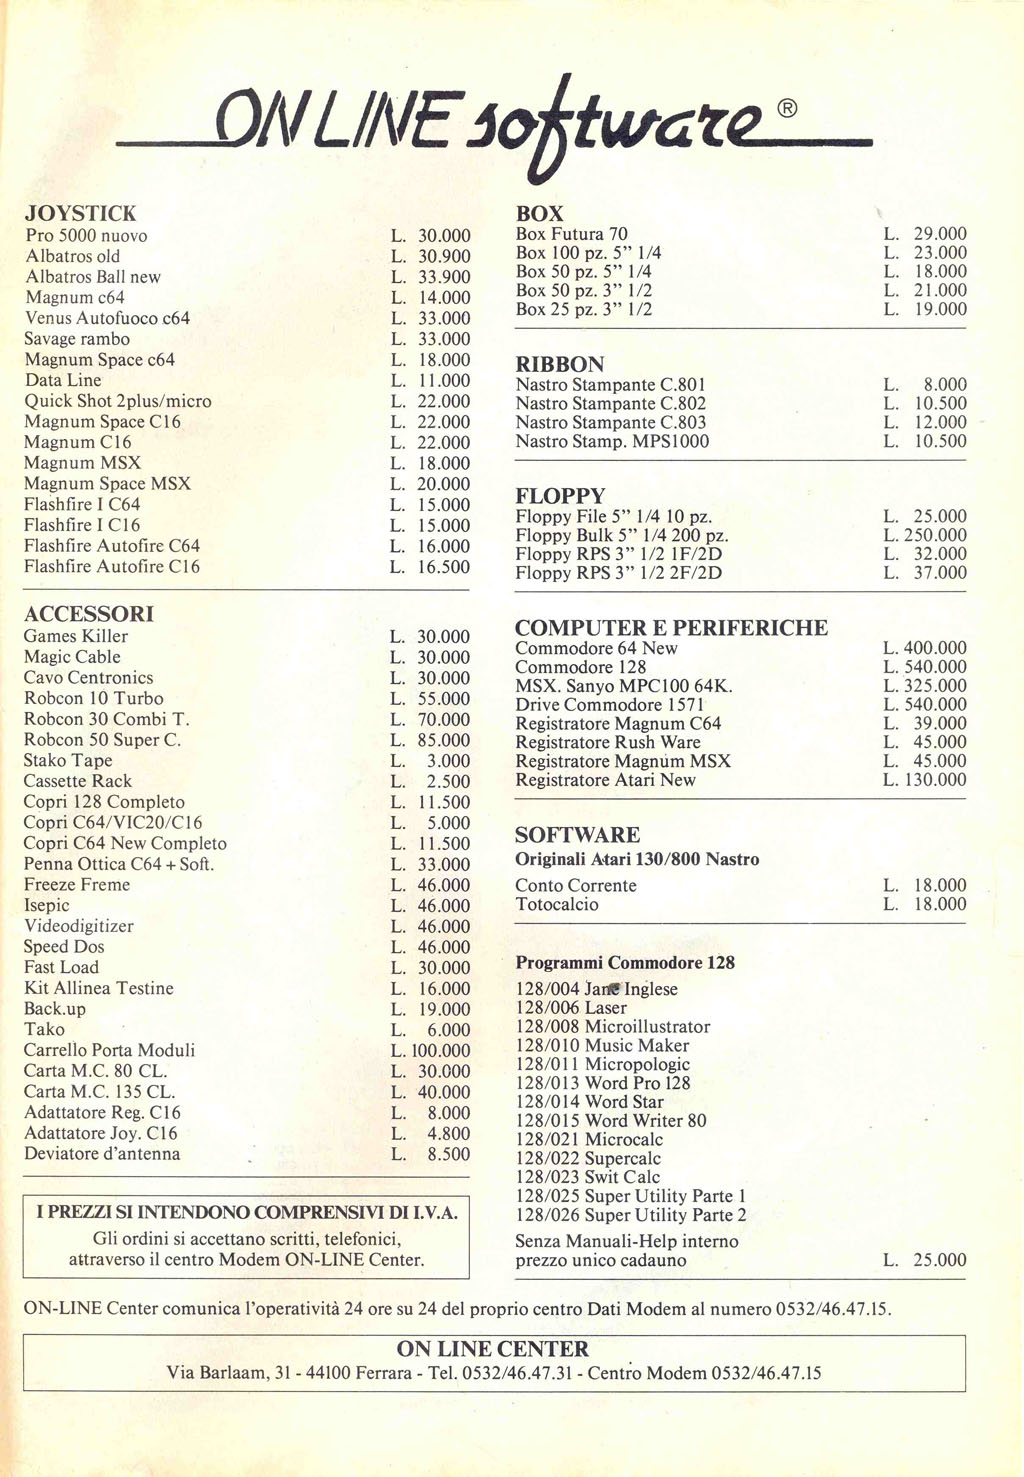 ON LINE software ®
JOYSTICK
Pro 5000 nuovo L. 30.000
Albatros old L. 30.900
Albatros Ball new L. 33.900
Magnum c64 L. 14.000
Venus Autofuoco c64 L. 33.000
Savage rambo L. 33.000
Magnum Space c64 L. 18.000
Data Line L. 11.000
Quick Shot 2plus/micro L. 22.000
Magnum Space C16 L. 22.000
Magnum C16 L. 22.000
Magnum MSX L. 18.000
Magnum Space MSX L. 20.000
Flashfire I C64 L. 15.000
Flashfire I C16 L. 15.000
Flashfire Autofire C64 L. 16.000
Flashfire Autofire C16 L. 16.500
ACCESSORI
Games Killer L. 30.000
Magic Cable L. 30.000
Cavo Centronics L. 30.000
Robcon 10 Turbo L. 55.000
Robcon 30 Combi T. L. 70.000
Robcon 50 Super C. L. 85.000
Stako Tape L. 3.000
Cassette Rack L. 2.500
Copri 128 Completo L. 11.500
Copri C64/VIC20/C16 L. 5.000
Copri C64 New Completo L. 11.500
Penna Ottica C64 + Soft. L. 33.000
Freeze Freme L. 46.000
Isepic L. 46.000
Videodigitizer L. 46.000
Speed Dos L. 46.000
Fast Load L. 30.000
Kit Allinea Testine L. 16.000
Back.up L. 19.000
Tako L. 6.000
Carrello Porta Moduli L. 100.000
Carta M.C. 80 CL. L. 30.000
Carta M.C. 135 CL. L. 40.000
Adattatore Reg. C16 L. 8.000
Adattatore Joy. C16 L. 4.800
Deviatore d'antenna L. 8.500
I PREZZI SI INTENDONO COMPRENSIVI DI I.V.A.
Gli ordini si accettano scritti, telefonici,
attraverso il centro Modem ON-LINE Center.
BOX
Box Futura 70 L. 29.000
Box 100 pz. 5" 1/4 L. 23.000
Box 50 pz. 5" 1/4 L. 18.000
Box 50 pz. 3" 1/2 L. 21.000
Box 25 pz. 3" 1/2 L. 19.000
RIBBON
Nastro Stampante C.801 L. 8.000
Nastro Stampante C.802 L. 10.500
Nastro Stampante C.803 L. 12.000
Nastro Stamp. MPS1000 L. 10.500
FLOPPY
Floppy File 5" 1/4 10 pz. L. 25.000
Floppy Bulk 5" 1/4 200 pz. L. 250.000
Floppy RPS 3" 1/2 1F/2D L. 32.000
Floppy RPS 3" 1/2 2F/2D L. 37.000
COMPUTER E PERIFERICHE
Commodore 64 New L. 400.000
Commodore 128 L. 540.000
MSX. Sanyo MPC100 64K. L. 325.000
Drive Commodore 1571 L. 540.000
Registratore Magnum C64 L. 39.000
Registratore Rush Ware L. 45.000
Registratore Magnum MSX L. 45.000
Registratore Atari New L. 130.000
SOFTWARE
Originali Atari 130/800 Nastro
Conto Corrente L. 18.000
Totocalcio L. 18.000
Programmi Commodore 128
128/004 Jane Inglese
128/006 Laser
128/008 Microillustrator
128/010 Music Maker
128/011 Micropologic
128/013 Word Pro 128
128/014 Word Star
128/015 Word Writer 80
128/021 Microcalc
128/022 Supercalc
128/023 Swit Calc
128/025 Super Utility Parte 1
128/026 Super Utility Parte 2
Senza Manuali-Help interno
prezzo unico cadauno L. 25.000
ON-LINE Center comunica l'operatività 24 ore su 24 del proprio centro Dati Modem al numero 0532/46.47.15.
ON LINE CENTER
Via Barlaam, 31 - 44100 Ferrara - Tel. 0532/46.47.31 - Centro Modem 0532/46.47.15